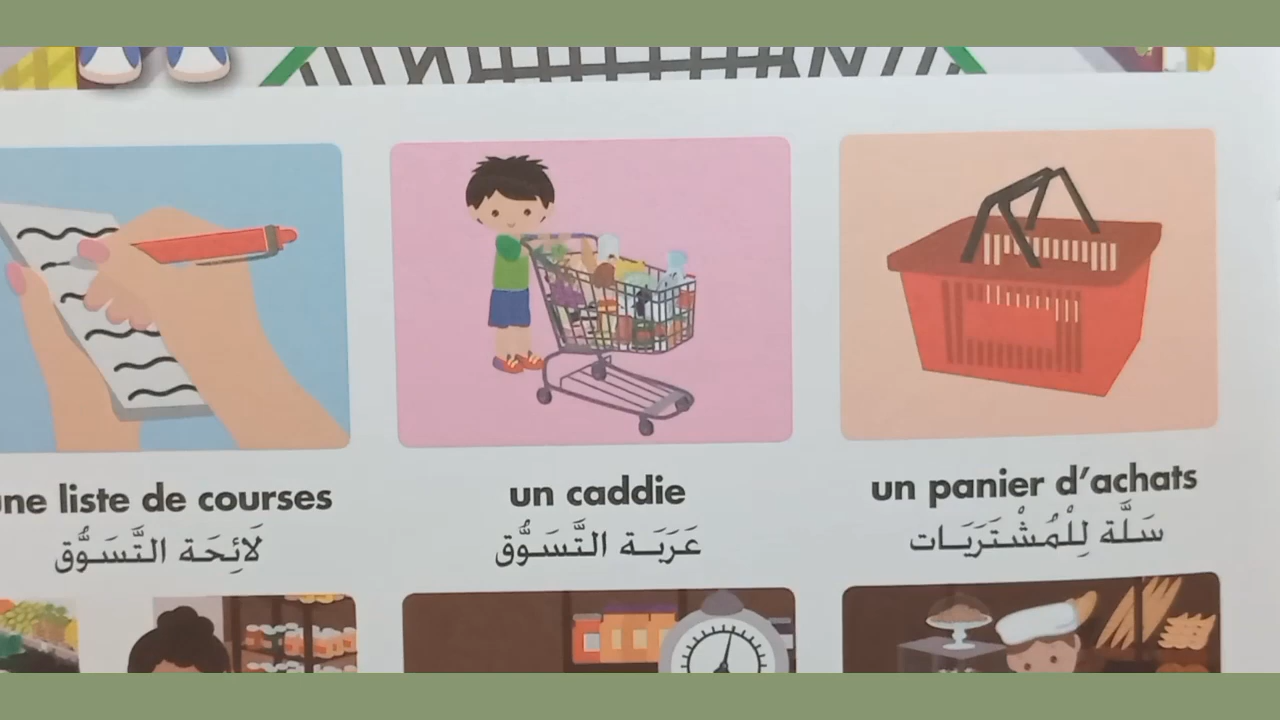 une liste de courses
لَائِحَة التَّسَوُّق
un caddie
عَرَبَة التَّسَوُّق
un panier d'achats
سَلَّة لِلْمُشْتَرَيَات